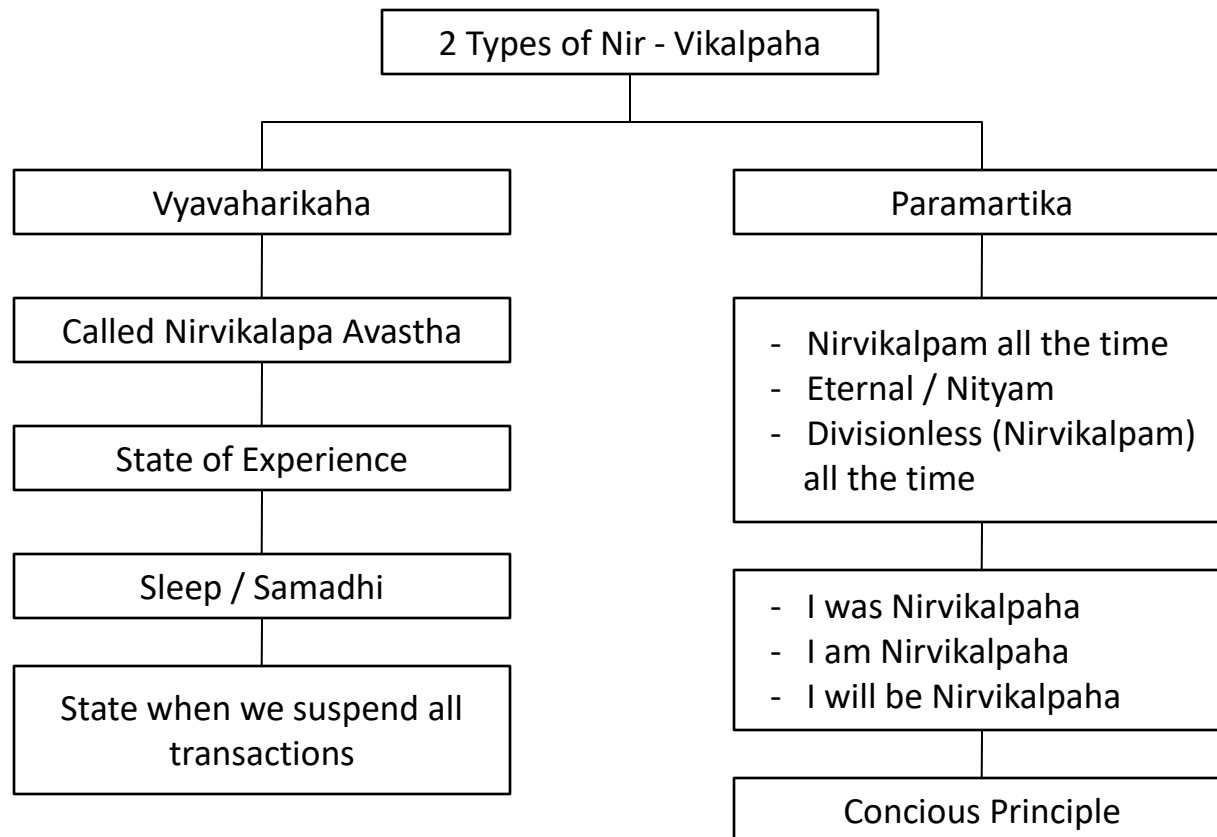 2 Types of Nir - Vikalpaha
Vyavaharikaha
Called Nirvikalapa Avastha
State of Experience
Sleep / Samadhi
State when we suspend all
transactions
Paramartika
- Nirvikalpam all the time
- Eternal / Nityam
- Divisionless (Nirvikalpam)
all the time
- I was Nirvikalpaha
- I am Nirvikalpaha
- I will be Nirvikalpaha
Concious Principle